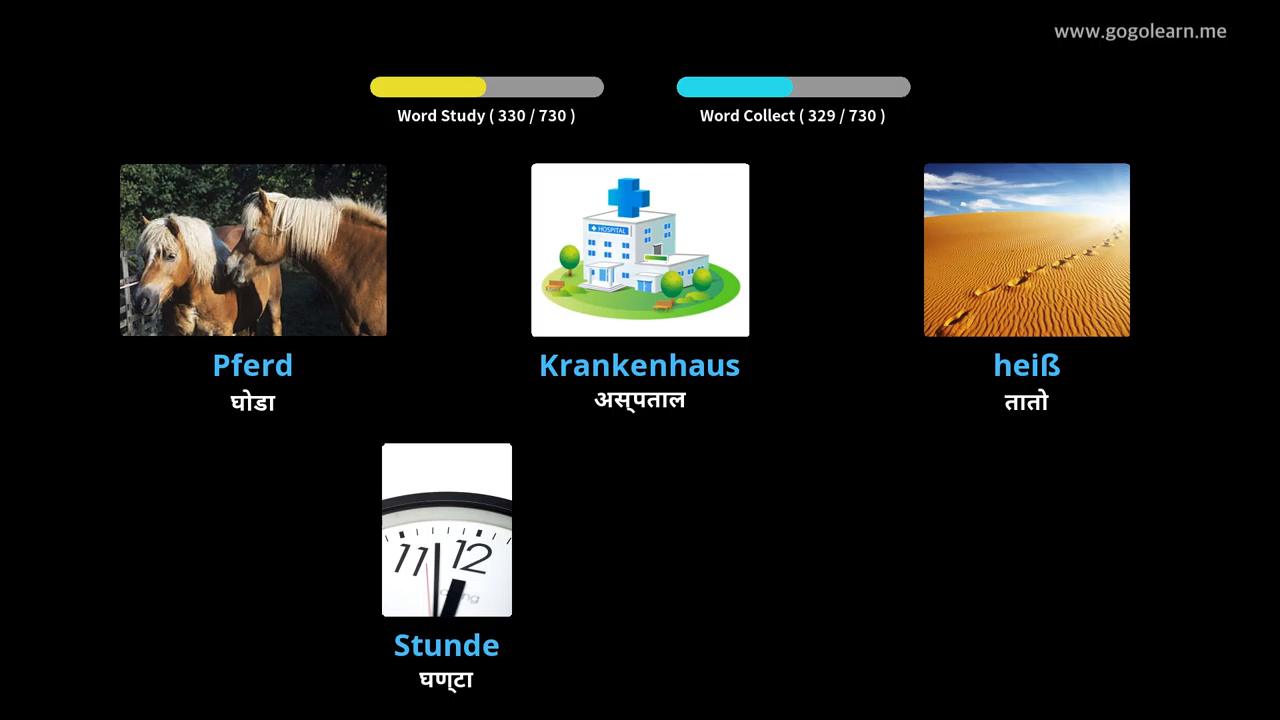 www.gogolearn.me
Word Study ( 330 / 730 )
Word Collect ( 329 / 730 )
HOSPITAL
Pferd
Krankenhaus
heiß
घोडा
अस्‌पताल
तातो
11 12
Stunde
घण्‌टा